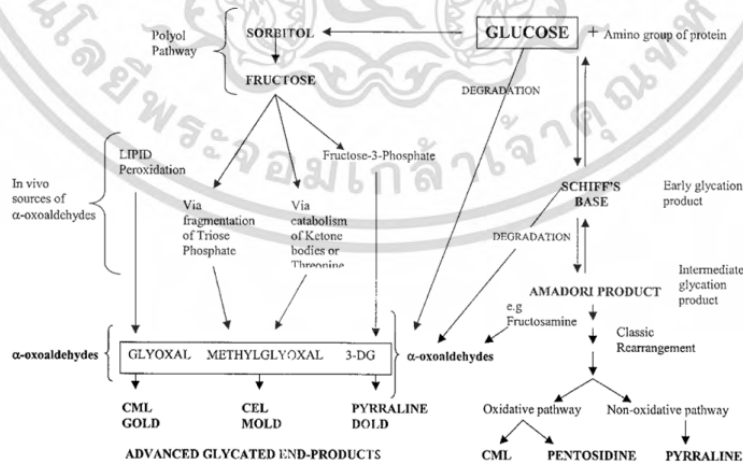 Polyol
Pathway
SORBITOL
GLUCOSE
+ Amino group of protein
FRUCTOSE
DEGRADATION
LIPID
Peroxidation
Fructose-3-Phosphate
In vivo
sources of
α-oxoaldehydes
Via
fragmentation
of Triose
Phosphate
Via
catabolism
of Ketone
bodies or
Threonine
SCHIFF'S
BASE
Early glycation
product
DEGRADATION
AMADORI PRODUCT
Intermediate
glycation
product
e.g
Fructosamine
Classic
Rearrangement
α-oxoaldehydes
GLYOXAL METHYLGLYOXAL 3-DG
α-oxoaldehydes
CML
GOLD
CEL
MOLD
PYRRALINE
DOLD
Oxidative pathway
Non-oxidative pathway
ADVANCED GLYCATED END-PRODUCTS
CML
PENTOSIDINE
PYRRALINE